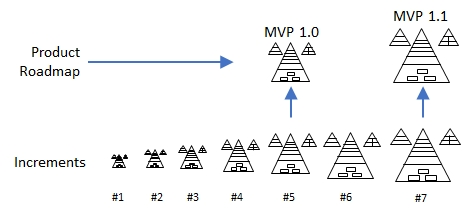 MVP 1.0
MVP 1.1
Product
Roadmap
Increments
#1 #2 #3 #4 #5 #6 #7